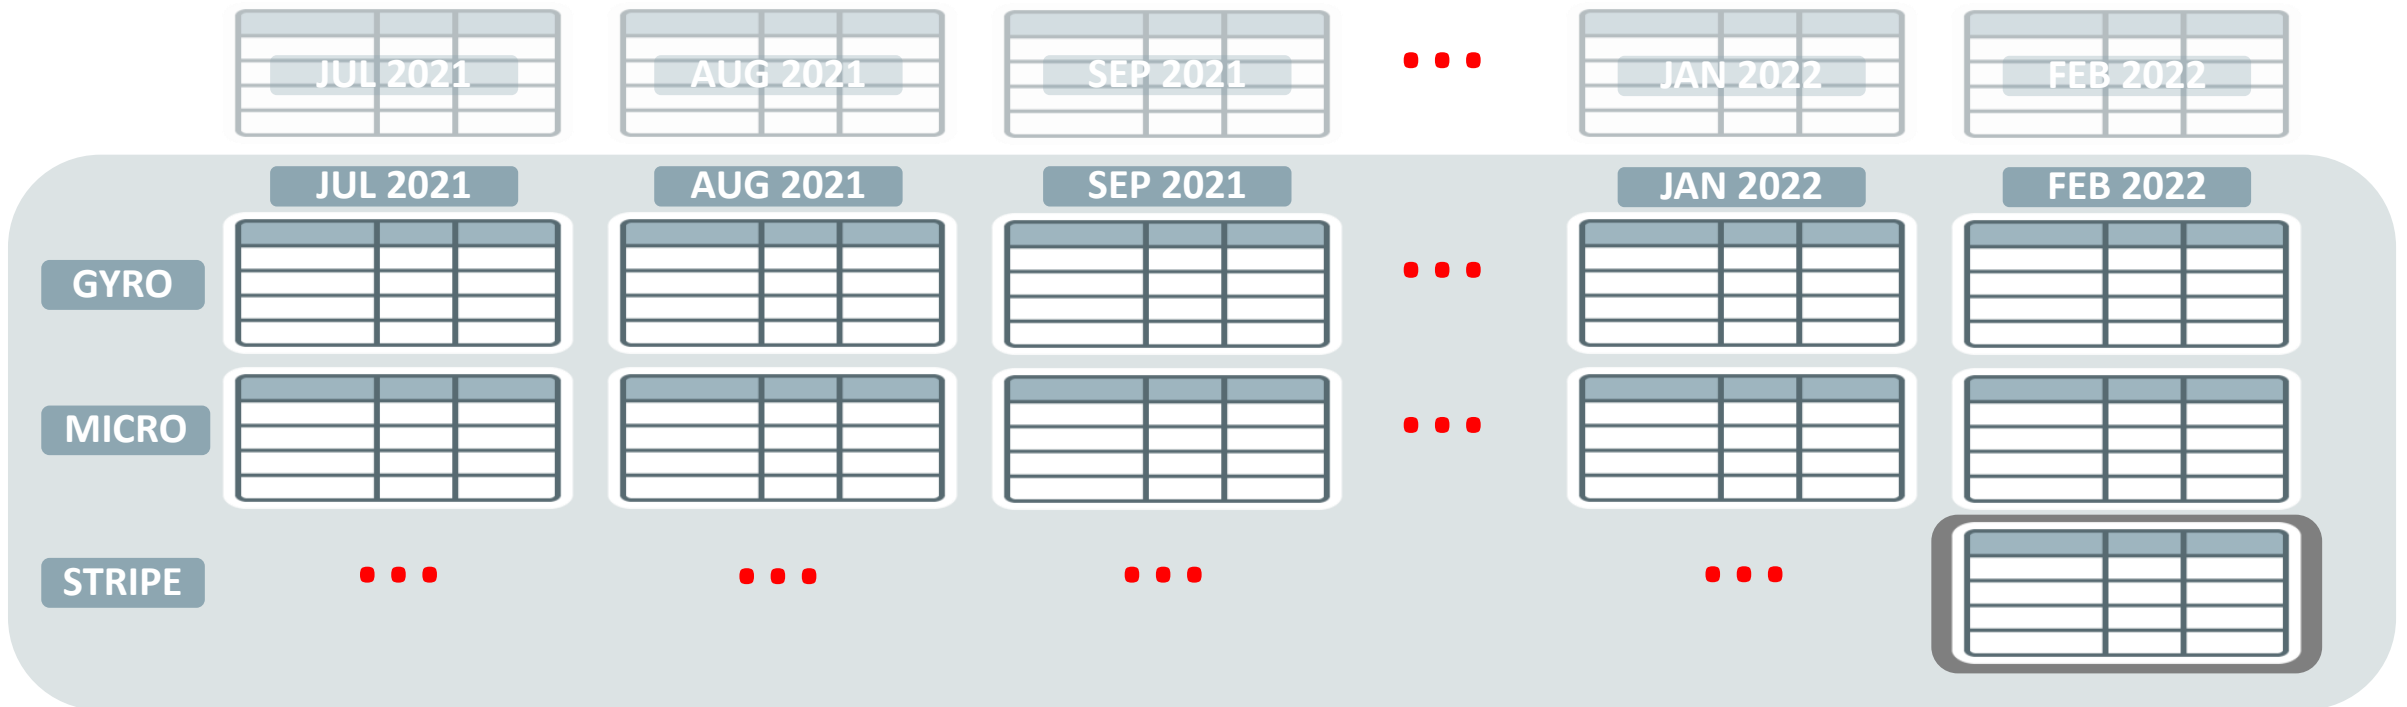 JUL 2021 AUG 2021 SEP 2021 ... JAN 2022 FEB 2022
JUL 2021 AUG 2021 SEP 2021 JAN 2022 FEB 2022
GYRO ...
MICRO ...
STRIPE ... ... ... ...